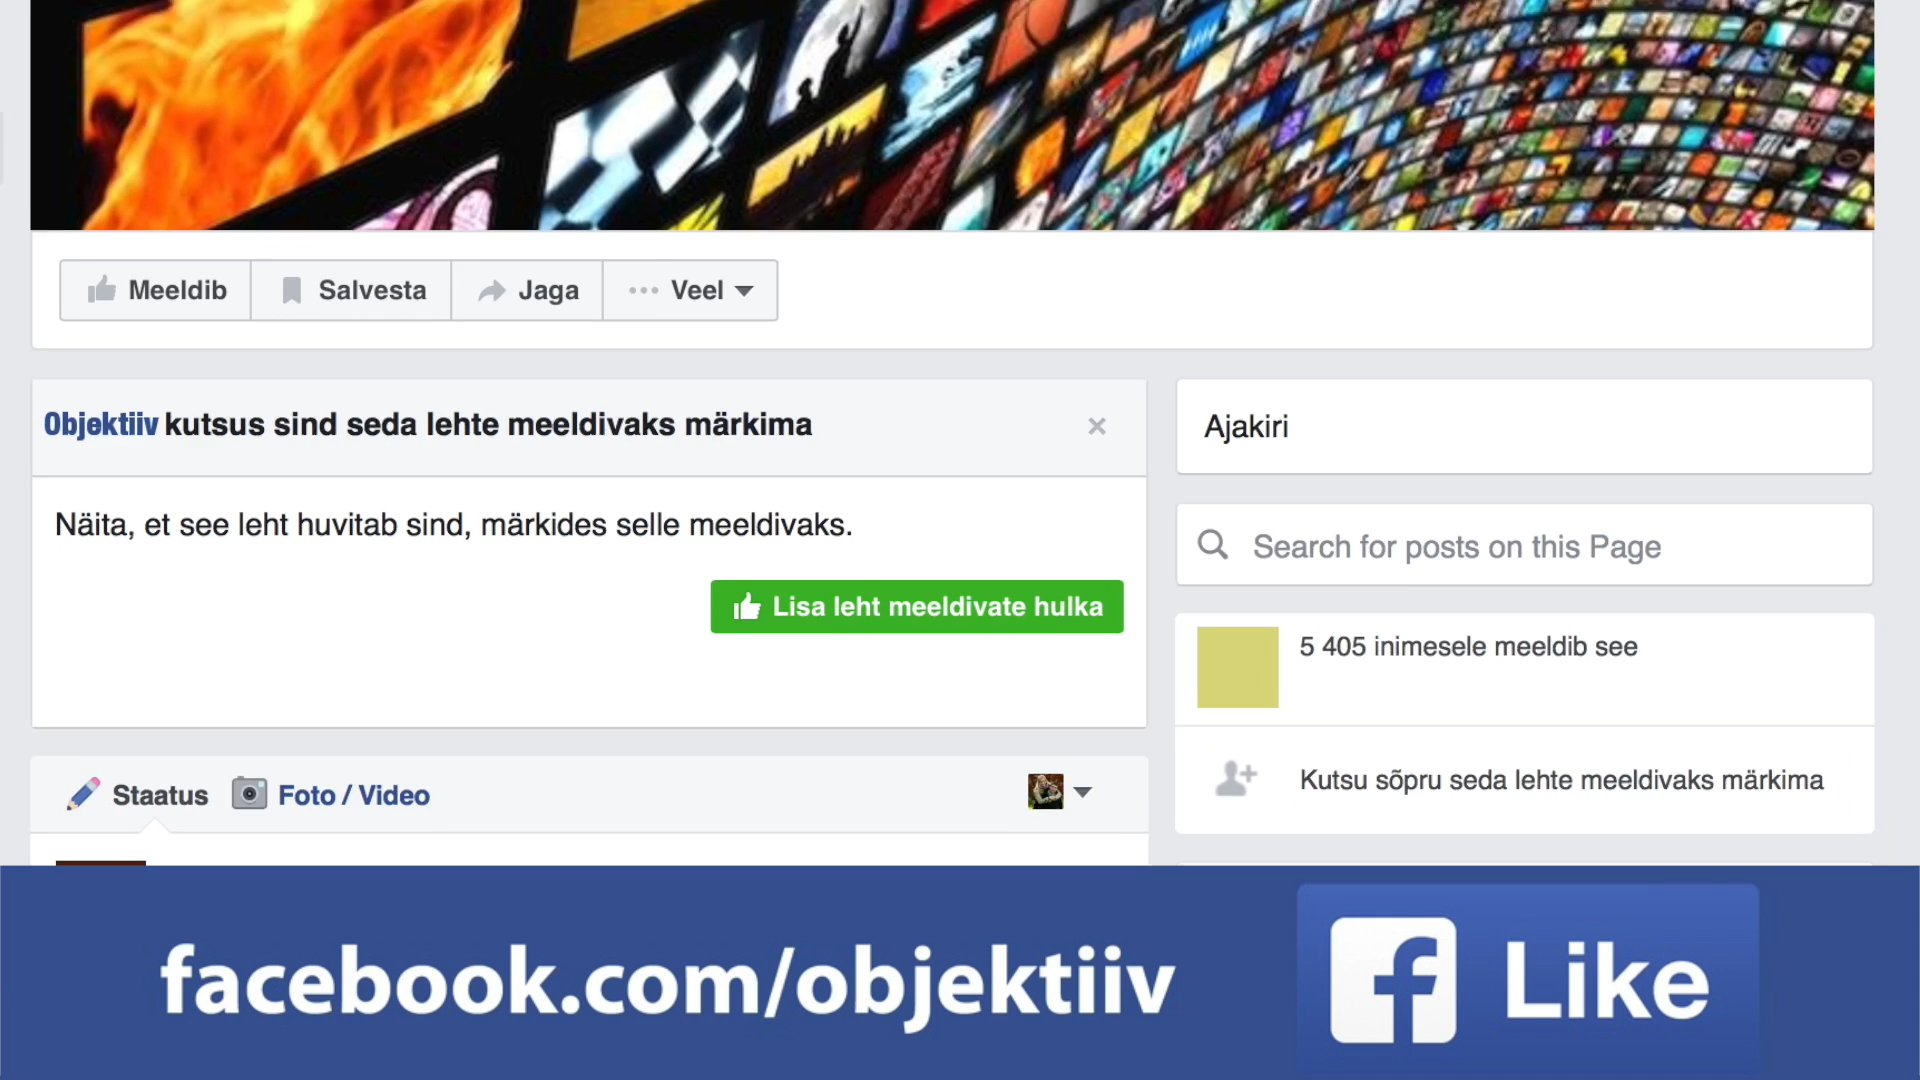 Meeldib Salvesta Jaga Veel
Objektiiv kutsus sind seda lehte meeldivaks märkima
Näita, et see leht huvitab sind, märkides selle meeldivaks.
Lisa leht meeldivate hulka
Staatus Foto / Video
Ajakiri
Search for posts on this Page
5 405 inimesele meeldib see
Kutsu sõpru seda lehte meeldivaks märkima
facebook.com/objektiiv
f Like